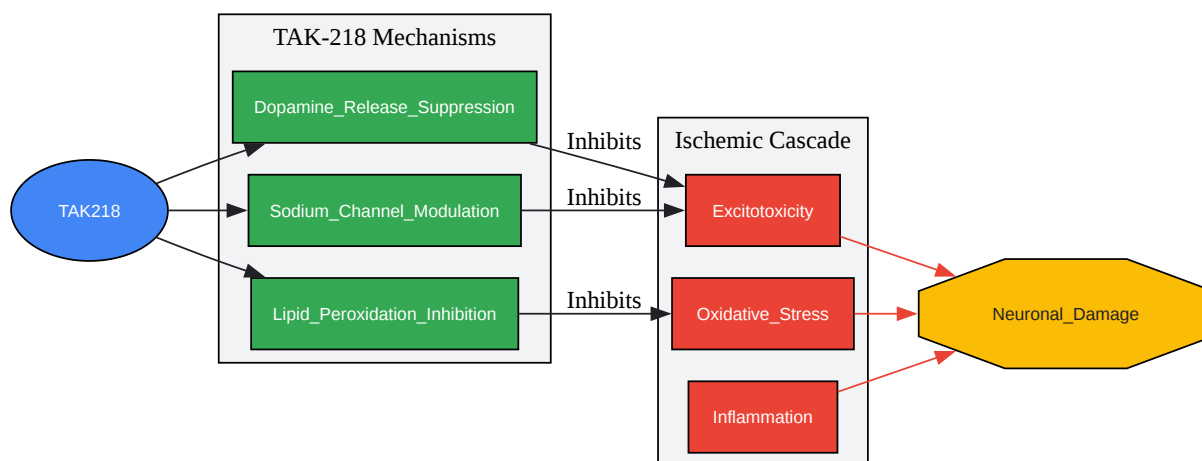 TAK-218 Mechanisms
Dopamine_Release_Suppression
Inhibits
Ischemic Cascade
TAK218
Sodium_Channel_Modulation
Inhibits
Excitotoxicity
Lipid_Peroxidation_Inhibition
Inhibits
Oxidative_Stress
Neuronal_Damage
Inflammation